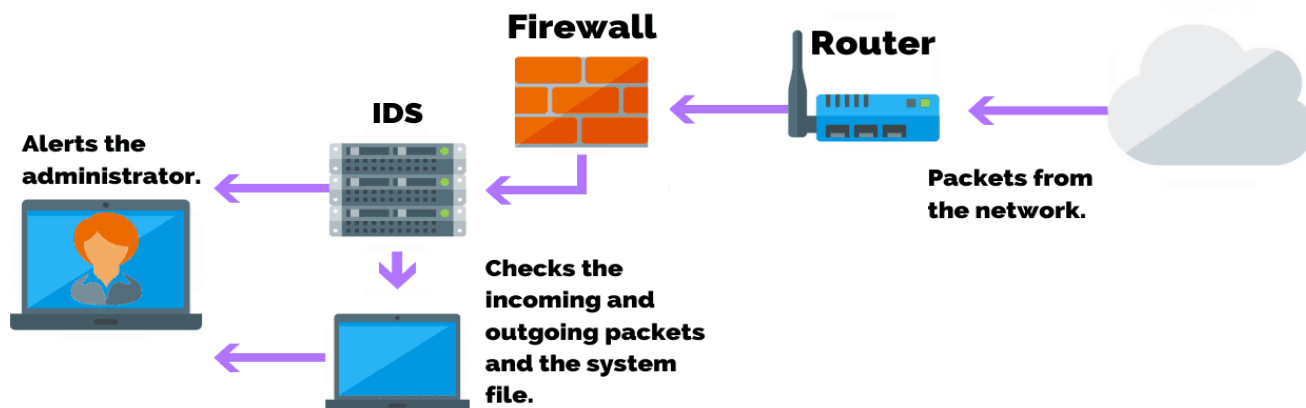 Firewall
Router
IDS
Alerts the
administrator.
Packets from
the network.
Checks the
incoming and
outgoing packets
and the system
file.